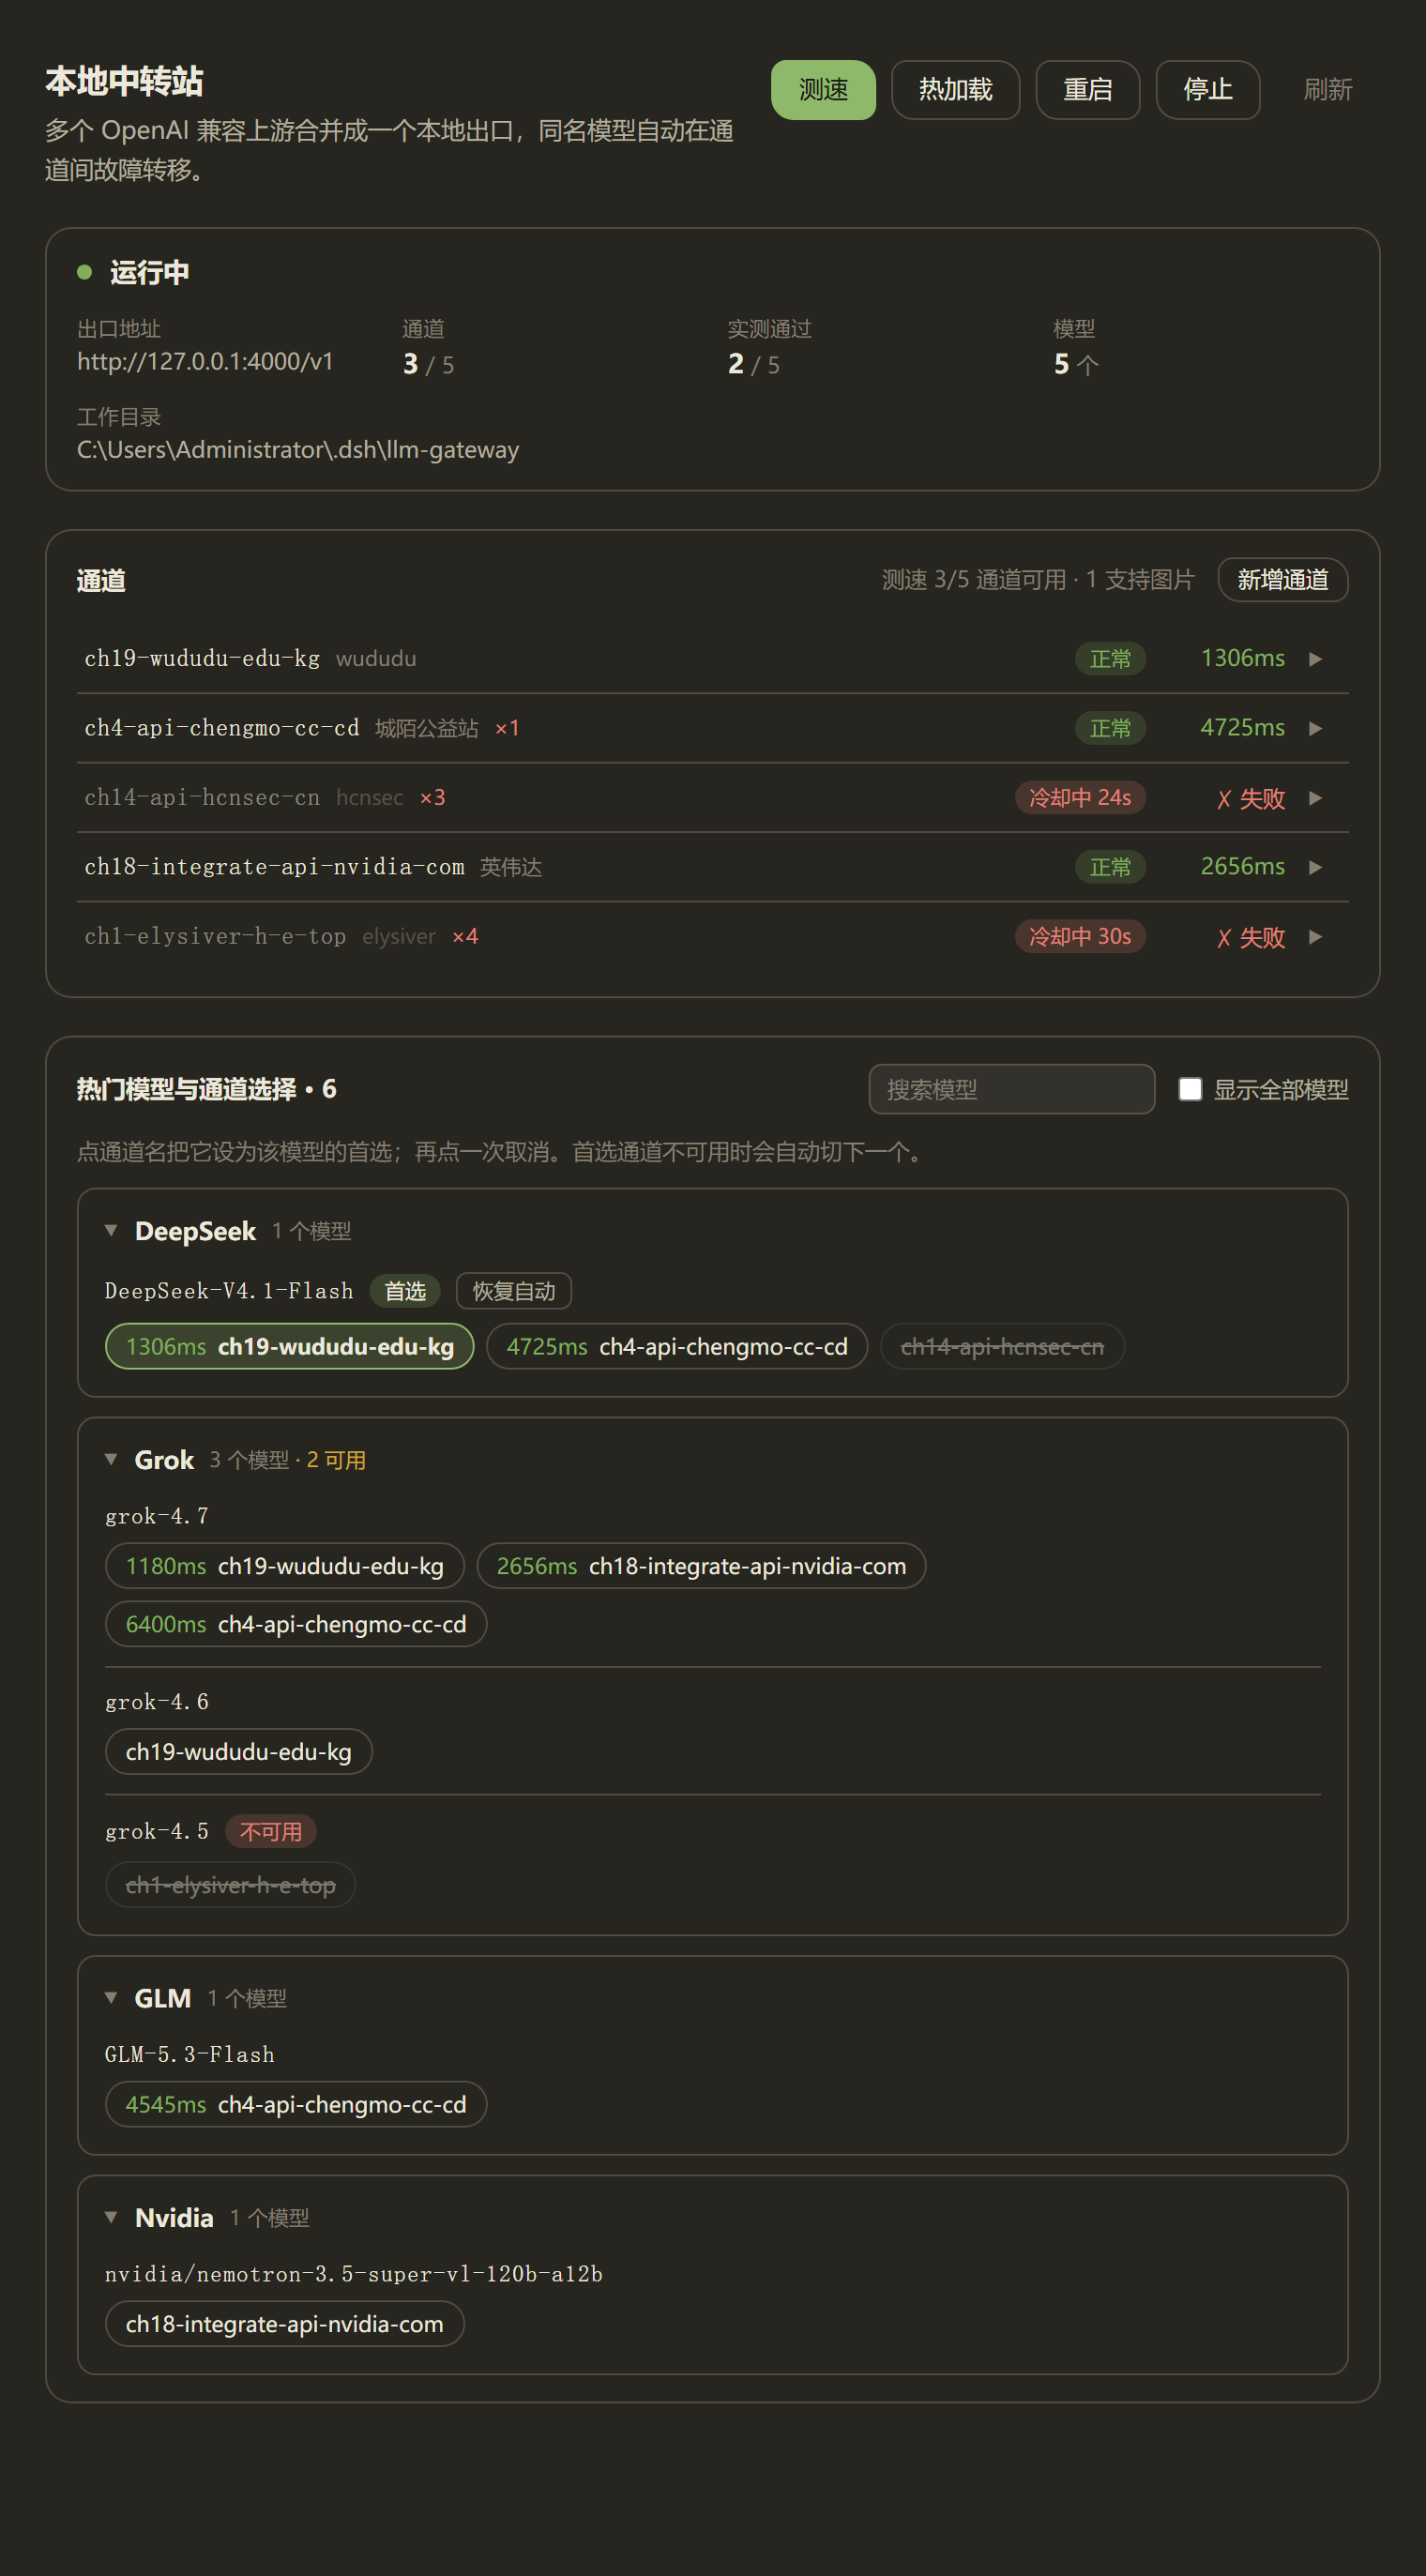 本地中转站
测速 热加载 重启 停止 刷新
多个 OpenAI 兼容上游合并成一个本地出口，同名模型自动在通
道间故障转移。
运行中
出口地址 通道 实测通过 模型
http://127.0.0.1:4000/v1 3 / 5 2 / 5 5 个
工作目录
C:\Users\Administrator\.dsh\llm-gateway
通道 测速 3/5 通道可用 · 1 支持图片 新增通道
ch19-wududu-edu-kg wududu 正常 1306ms ▶
ch4-api-chengmo-cc-cd 城陌公益站 ×1 正常 4725ms ▶
ch14-api-hcnsec-cn hcnsec ×3 冷却中 24s ✗ 失败 ▶
ch18-integrate-api-nvidia-com 英伟达 正常 2656ms ▶
ch1-elysiver-h-e-top elysiver ×4 冷却中 30s ✗ 失败 ▶
热门模型与通道选择 • 6 搜索模型 显示全部模型
点通道名把它设为该模型的首选；再点一次取消。首选通道不可用时会自动切下一个。
▼ DeepSeek 1 个模型
DeepSeek-V4.1-Flash 首选 恢复自动
1306ms ch19-wududu-edu-kg 4725ms ch4-api-chengmo-cc-cd ch14-api-hcnsec-cn
▼ Grok 3 个模型 · 2 可用
grok-4.7
1180ms ch19-wududu-edu-kg 2656ms ch18-integrate-api-nvidia-com
6400ms ch4-api-chengmo-cc-cd
grok-4.6
ch19-wududu-edu-kg
grok-4.5 不可用
ch1-elysiver-h-e-top
▼ GLM 1 个模型
GLM-5.3-Flash
4545ms ch4-api-chengmo-cc-cd
▼ Nvidia 1 个模型
nvidia/nemotron-3.5-super-vl-120b-a12b
ch18-integrate-api-nvidia-com